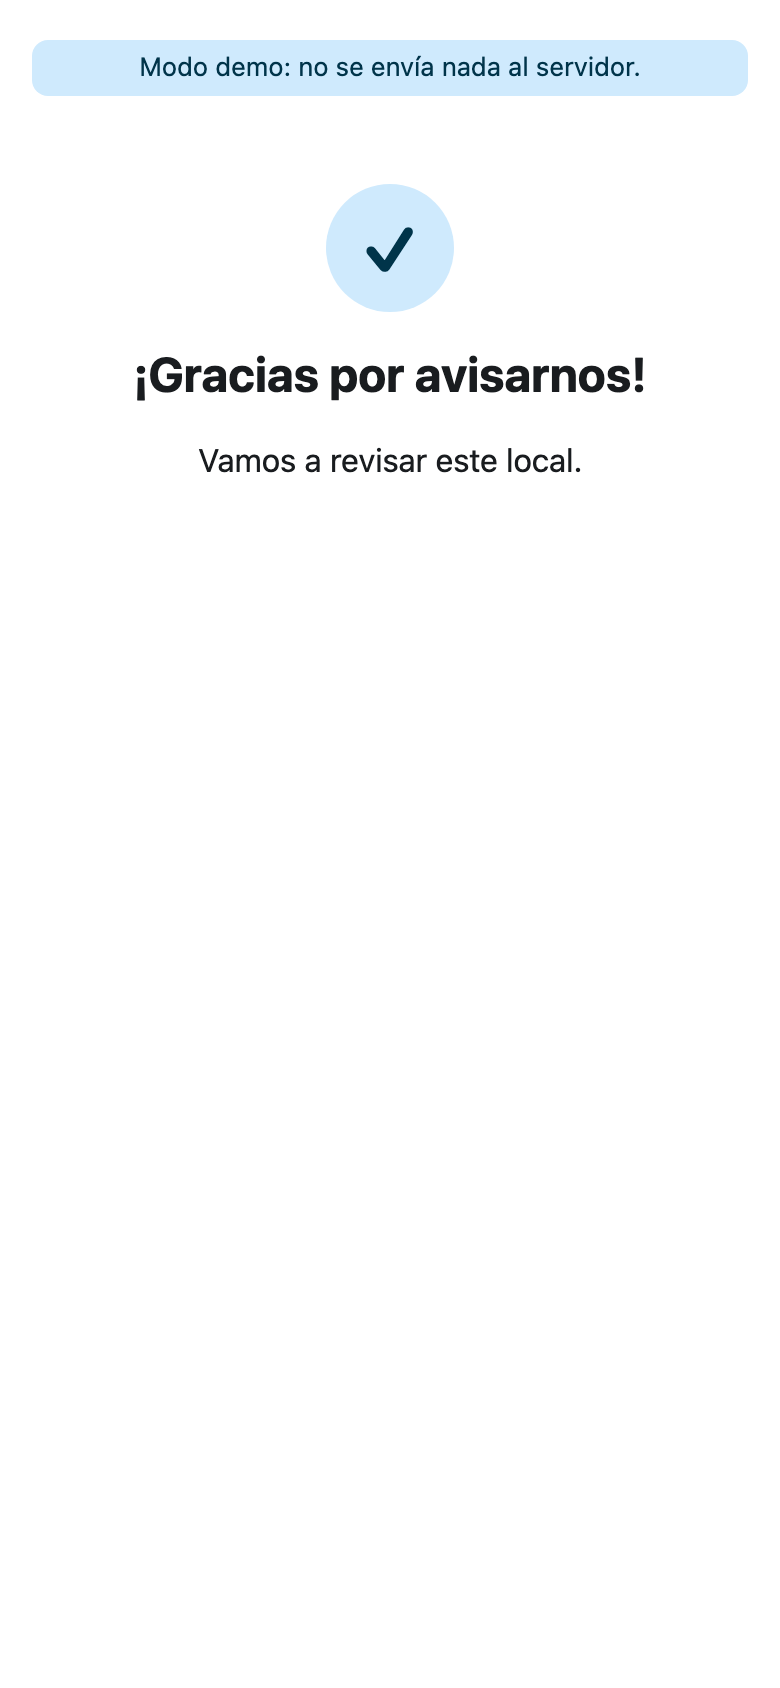 Modo demo: no se envía nada al servidor.
¡Gracias por avisarnos!
Vamos a revisar este local.